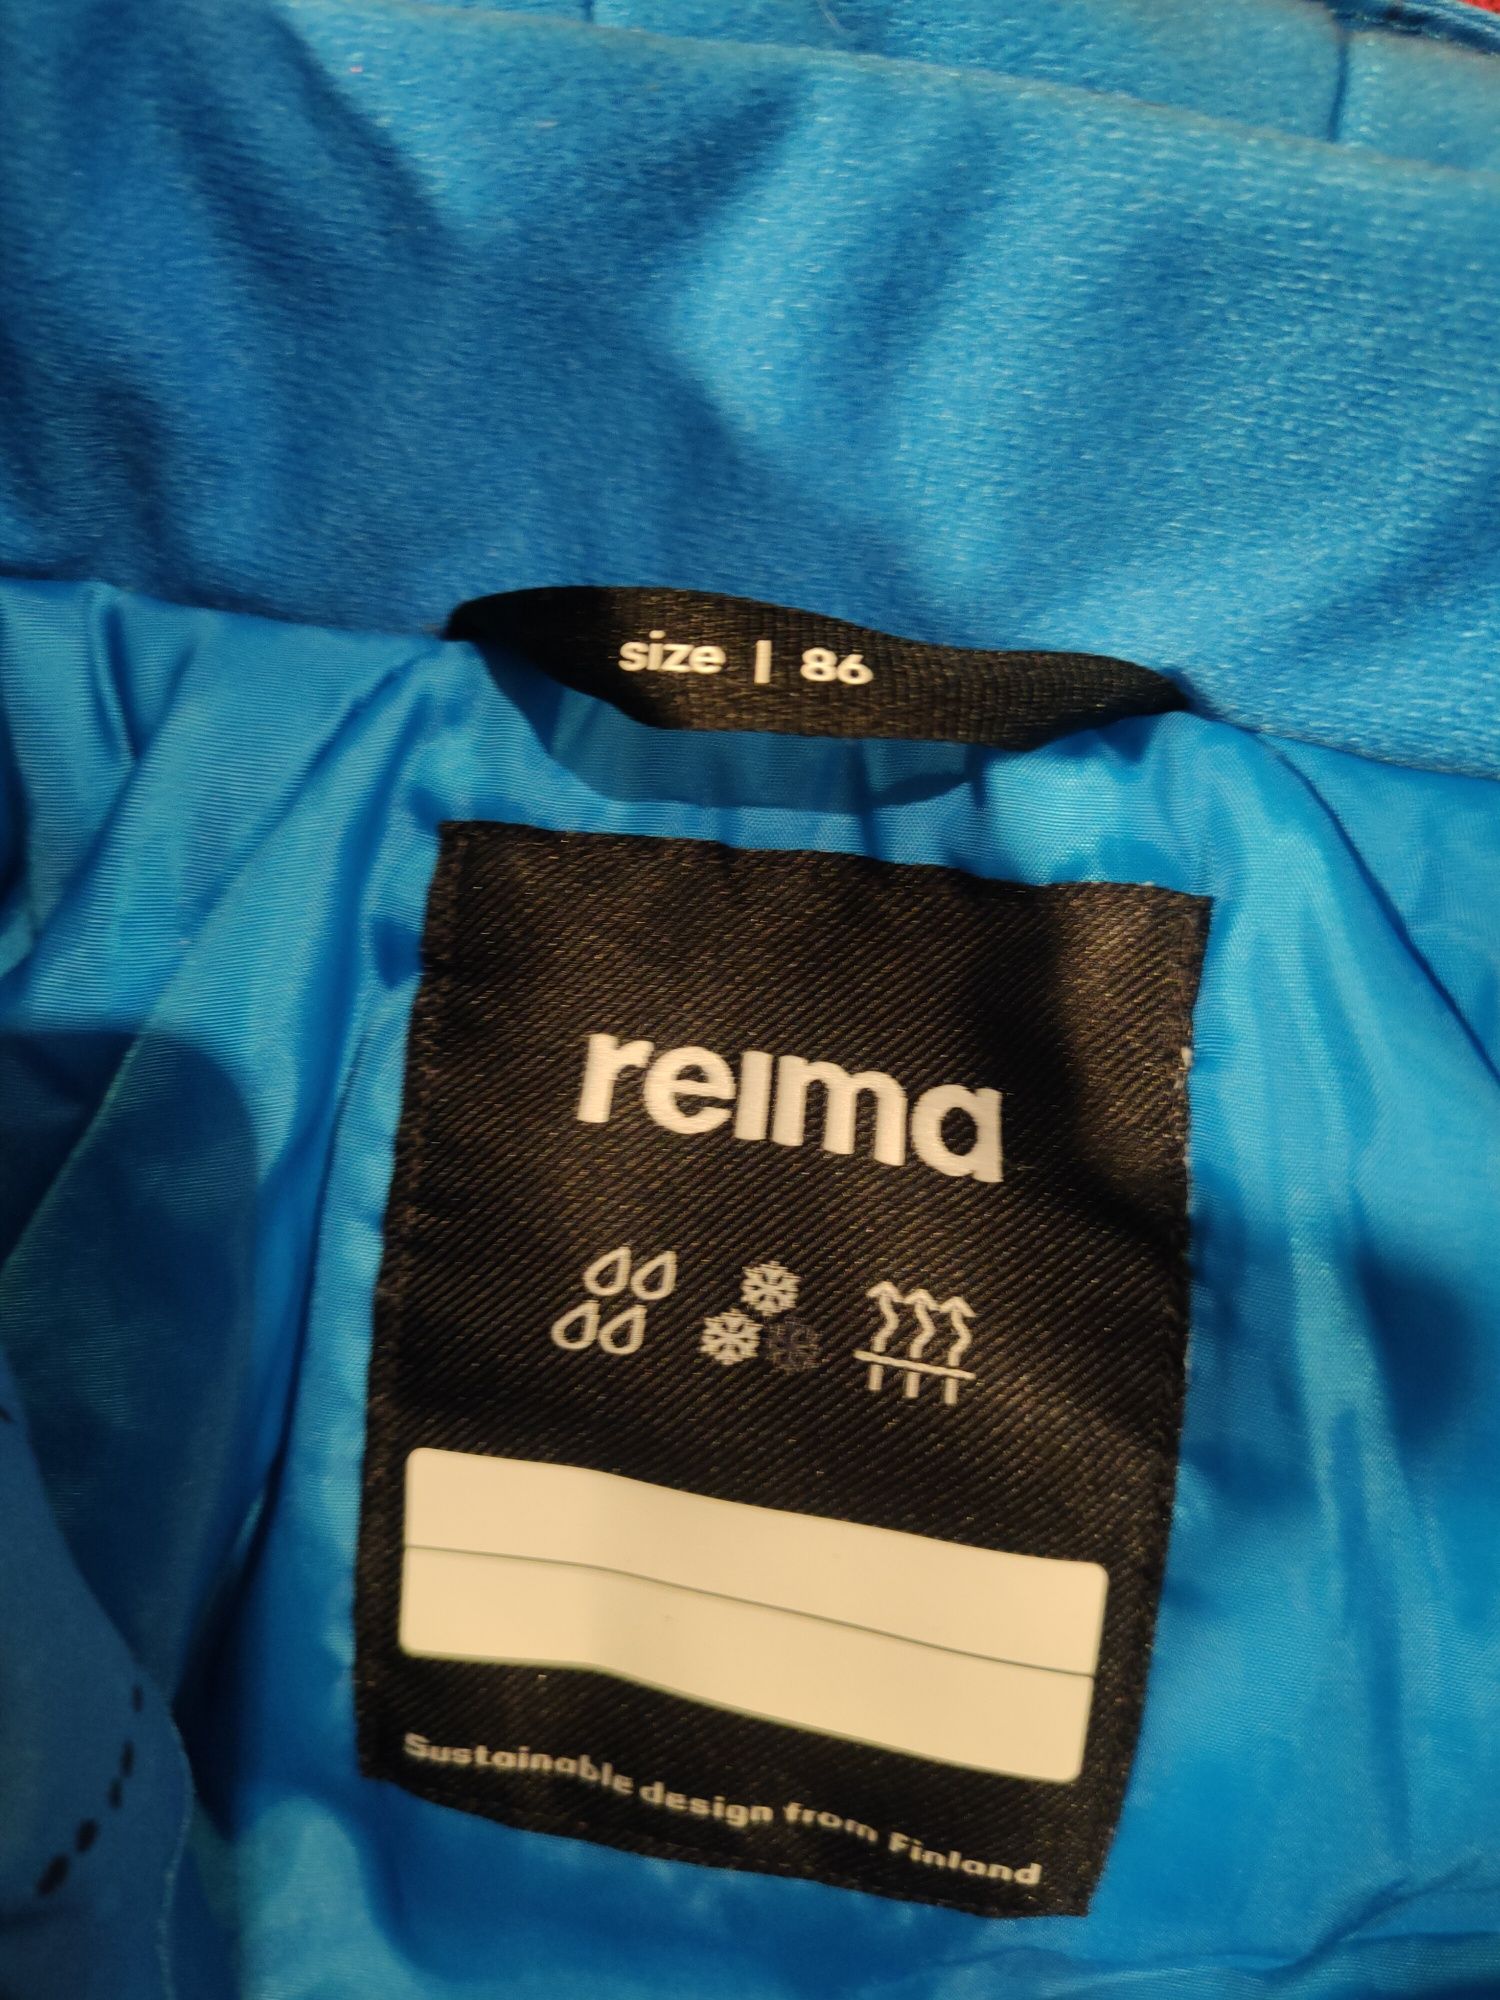 size | 86
reima
Sustainable design from Finland